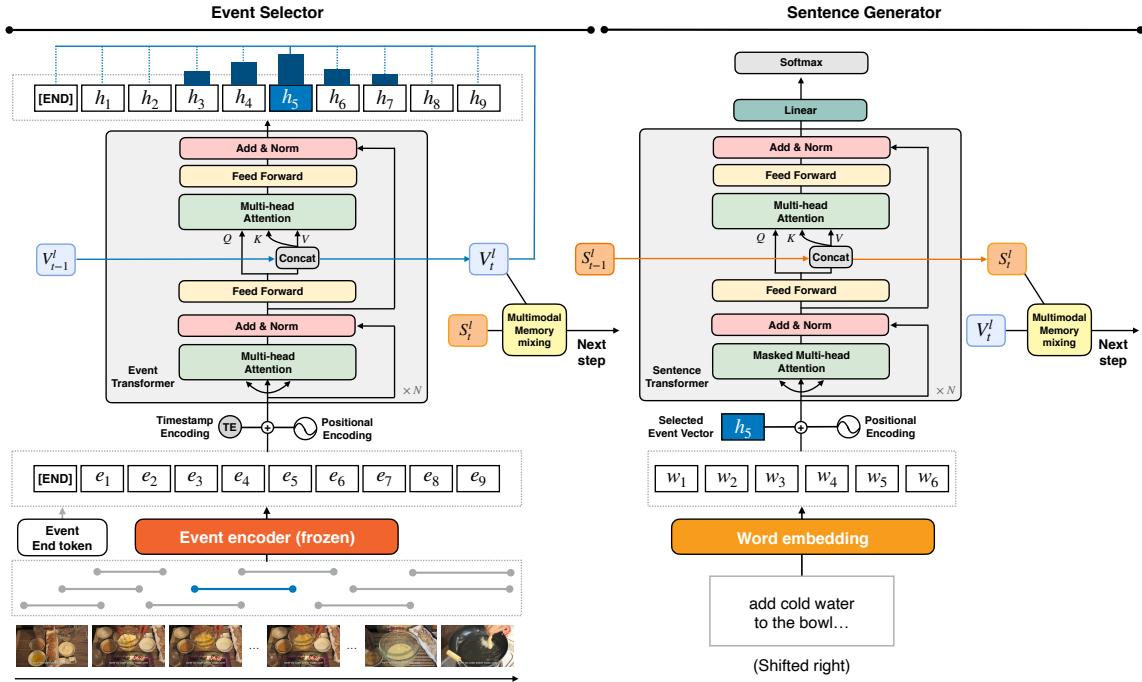 Event Selector
Sentence Generator
[END] h1 h2 h3 h4 h5 h6 h7 h8 h9
Add & Norm
Feed Forward
Multi-head
Attention
Q K V
Concat
V^l_{t-1}
V^l_t
Feed Forward
Add & Norm
Multi-head
Attention
Event
Transformer
× N
S^l_t
Multimodal
Memory
mixing
Next
step
Timestamp
Encoding
TE
+
Positional
Encoding
[END] e1 e2 e3 e4 e5 e6 e7 e8 e9
Event
End token
Event encoder (frozen)
... ...
Softmax
Linear
Add & Norm
Feed Forward
Multi-head
Attention
Q K V
Concat
S^l_{t-1}
S^l_t
Feed Forward
Add & Norm
Masked Multi-head
Attention
Sentence
Transformer
× N
V^l_t
Multimodal
Memory
mixing
Next
step
Selected
Event Vector
h5
+
Positional
Encoding
w1 w2 w3 w4 w5 w6
Word embedding
add cold water
to the bowl...
(Shifted right)